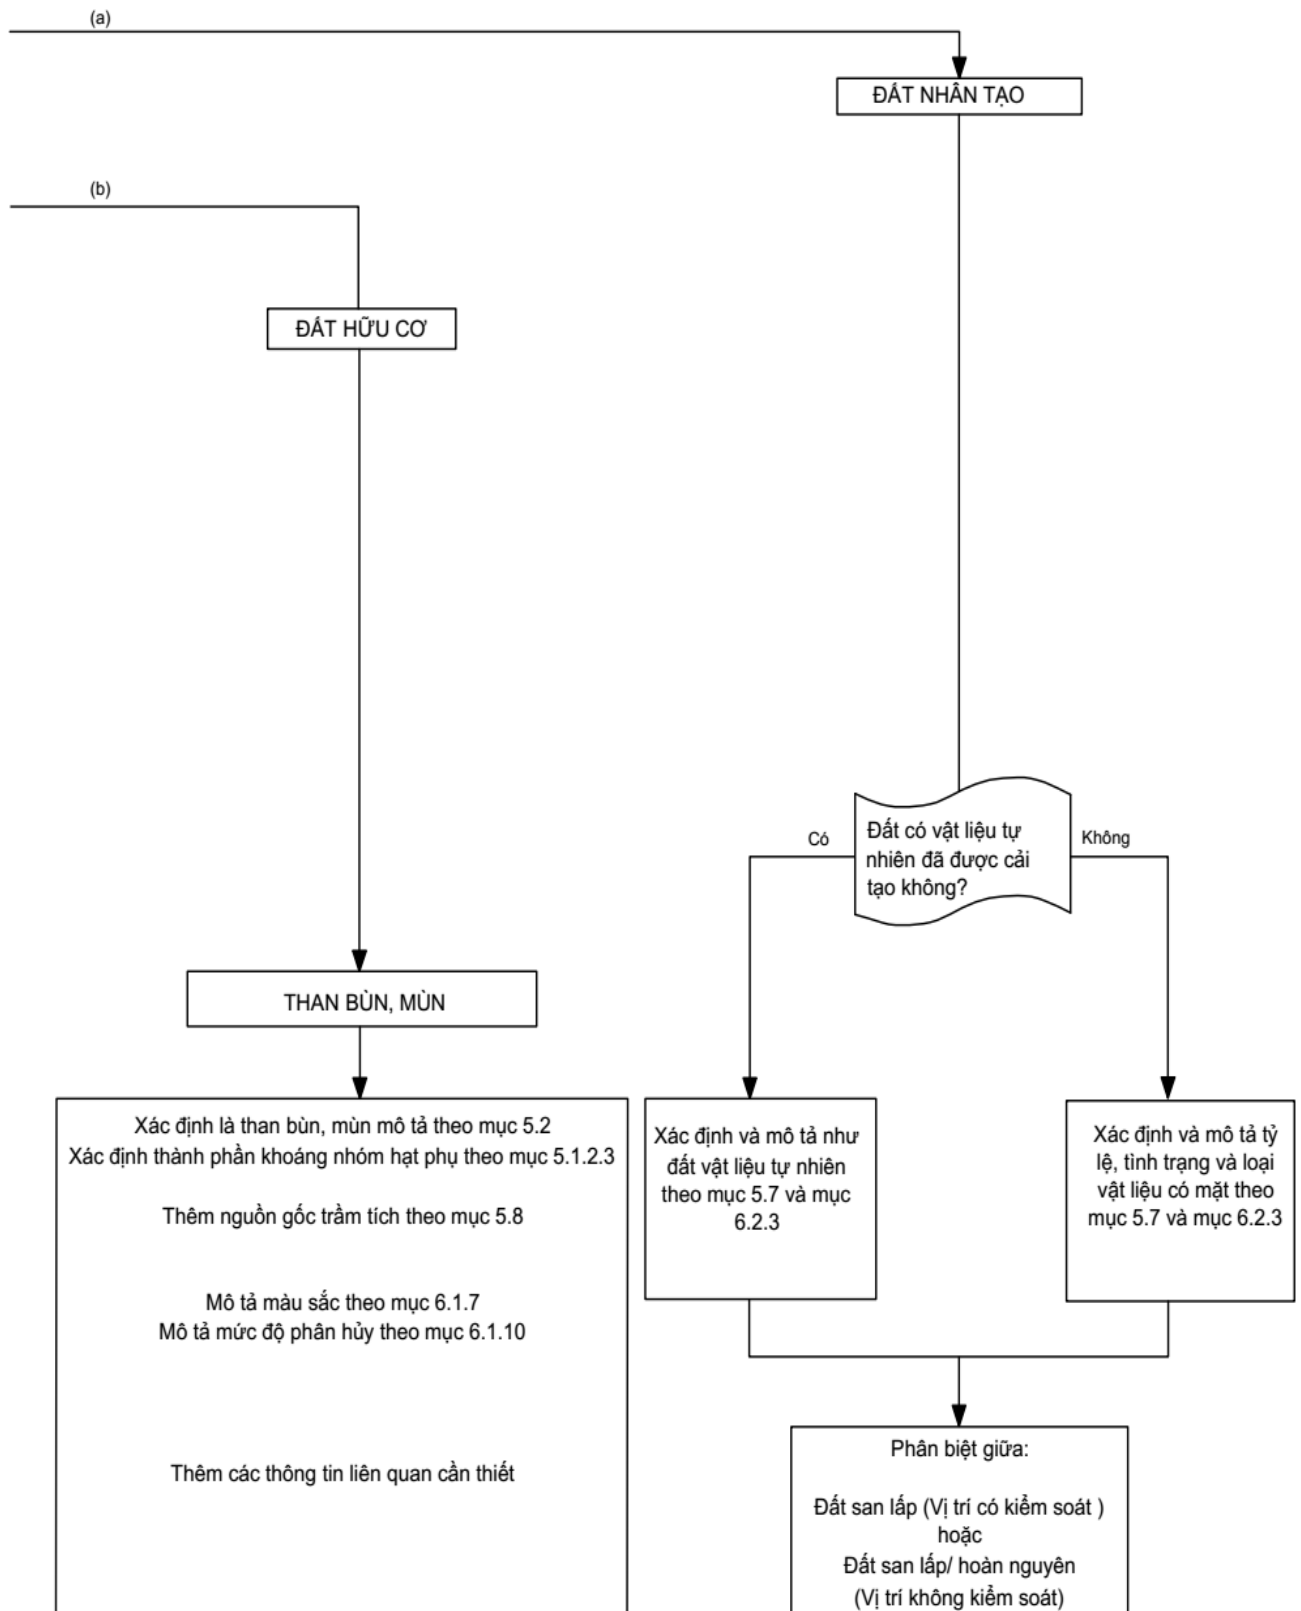 (a)
ĐẤT NHÂN TẠO
(b)
ĐẤT HỮU CƠ
Đất có vật liệu tự
nhiên đã được cải
tạo không?
Có
Không
THAN BÙN, MÙN
Xác định là than bùn, mùn mô tả theo mục 5.2
Xác định thành phần khoáng nhóm hạt phụ theo mục 5.1.2.3
Thêm nguồn gốc trầm tích theo mục 5.8
Mô tả màu sắc theo mục 6.1.7
Mô tả mức độ phân hủy theo mục 6.1.10
Thêm các thông tin liên quan cần thiết
Xác định và mô tả như
đất vật liệu tự nhiên
theo mục 5.7 và mục
6.2.3
Xác định và mô tả tỷ
lệ, tình trạng và loại
vật liệu có mặt theo
mục 5.7 và mục 6.2.3
Phân biệt giữa:
Đất san lấp (Vị trí có kiểm soát )
hoặc
Đất san lấp/ hoàn nguyên
(Vị trí không kiểm soát)